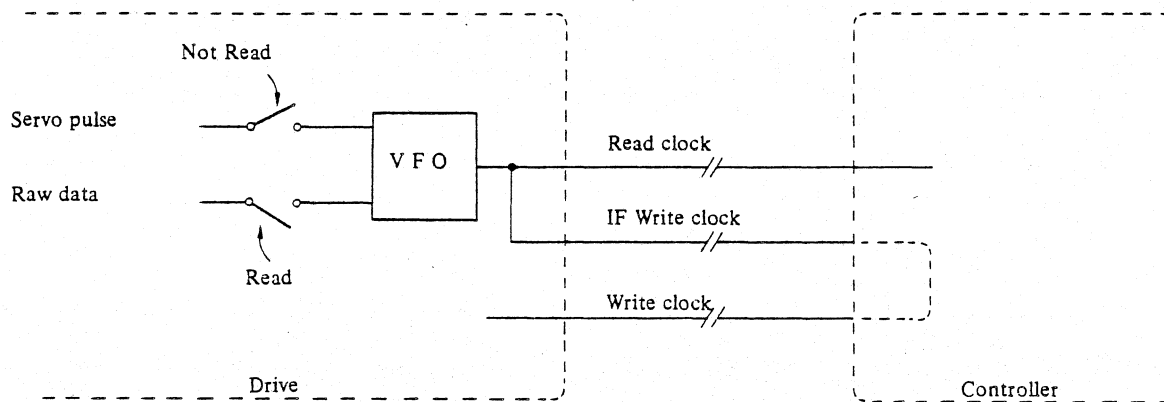 Not Read
Servo pulse
VFO
Read clock
Raw data
IF Write clock
Read
Write clock
Drive
Controller